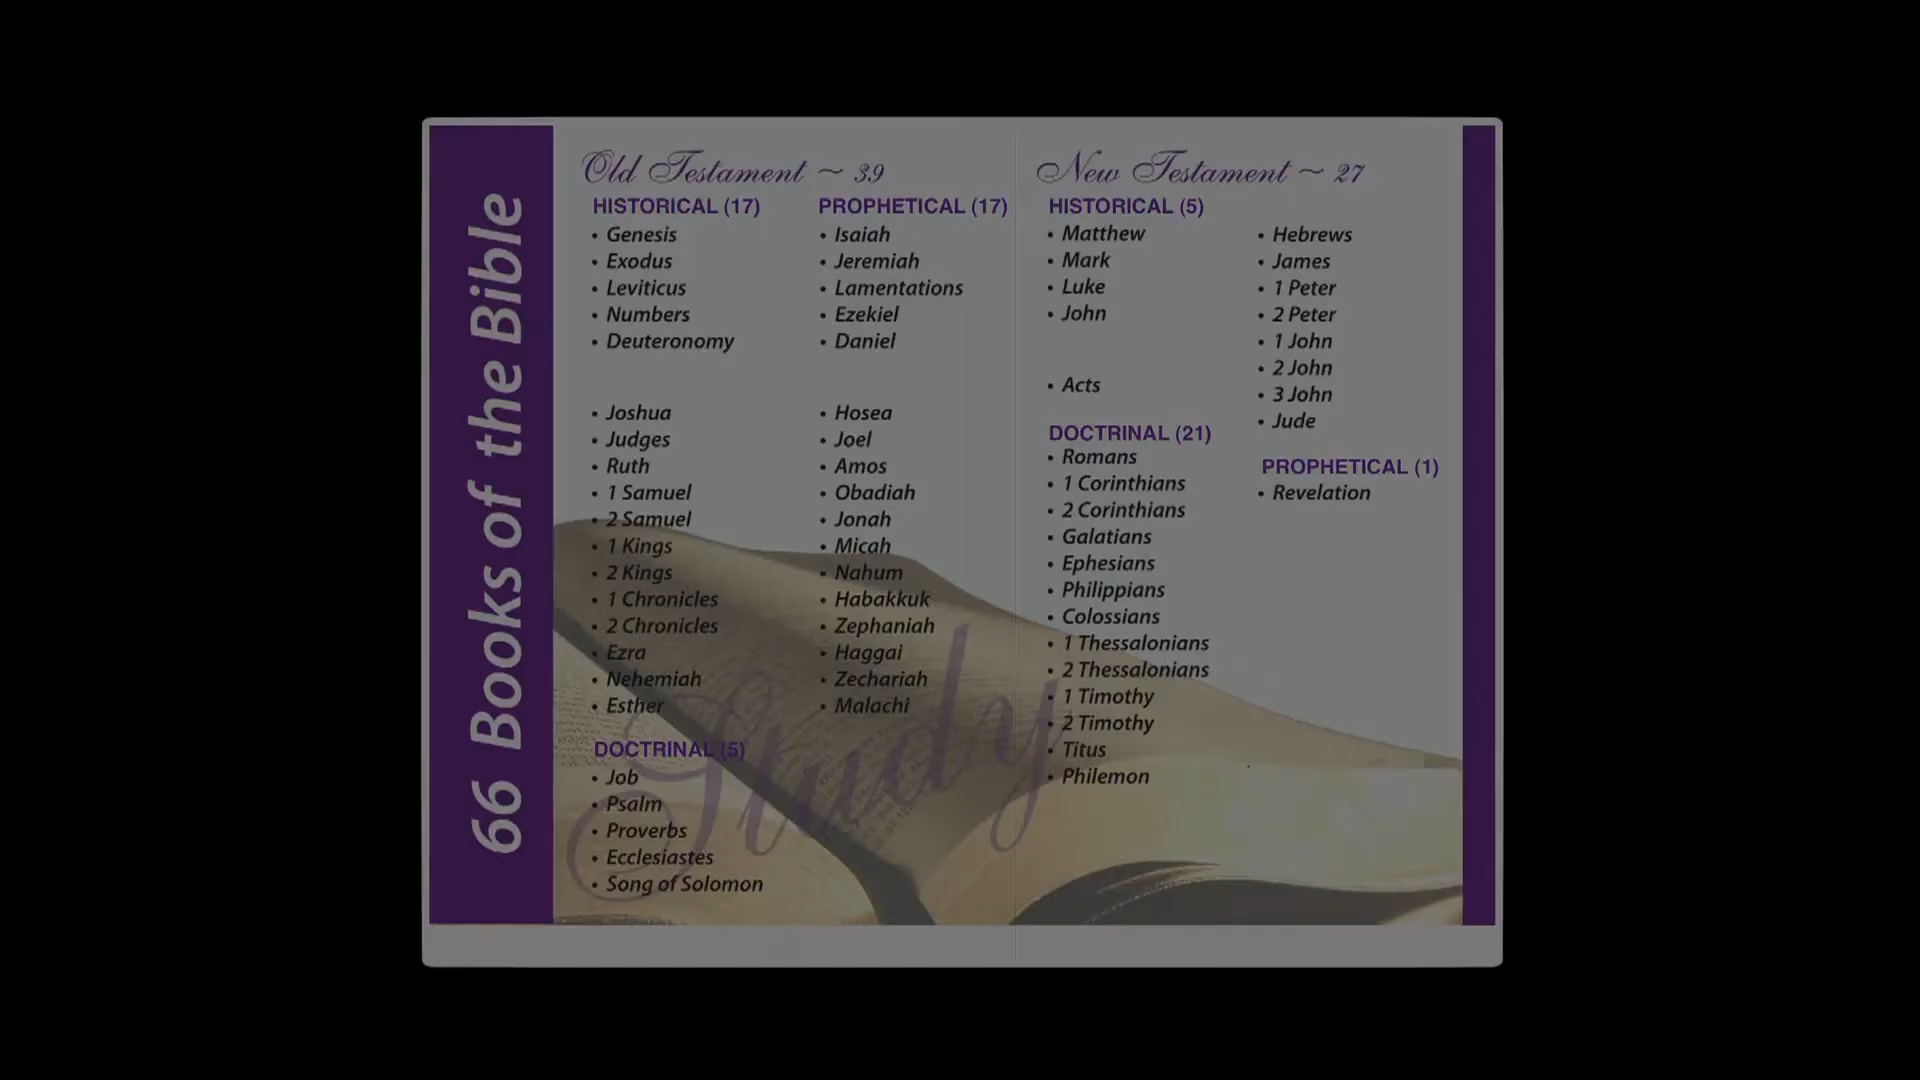 66 Books of the Bible
Old Testament ~ 39
HISTORICAL (17)
• Genesis
• Exodus
• Leviticus
• Numbers
• Deuteronomy
• Joshua
• Judges
• Ruth
• 1 Samuel
• 2 Samuel
• 1 Kings
• 2 Kings
• 1 Chronicles
• 2 Chronicles
• Ezra
• Nehemiah
• Esther
DOCTRINAL (5)
• Job
• Psalm
• Proverbs
• Ecclesiastes
• Song of Solomon
PROPHETICAL (17)
• Isaiah
• Jeremiah
• Lamentations
• Ezekiel
• Daniel
• Hosea
• Joel
• Amos
• Obadiah
• Jonah
• Micah
• Nahum
• Habakkuk
• Zephaniah
• Haggai
• Zechariah
• Malachi
New Testament ~ 27
HISTORICAL (5)
• Matthew
• Mark
• Luke
• John
• Acts
DOCTRINAL (21)
• Romans
• 1 Corinthians
• 2 Corinthians
• Galatians
• Ephesians
• Philippians
• Colossians
• 1 Thessalonians
• 2 Thessalonians
• 1 Timothy
• 2 Timothy
• Titus
• Philemon
• Hebrews
• James
• 1 Peter
• 2 Peter
• 1 John
• 2 John
• 3 John
• Jude
PROPHETICAL (1)
• Revelation
Study